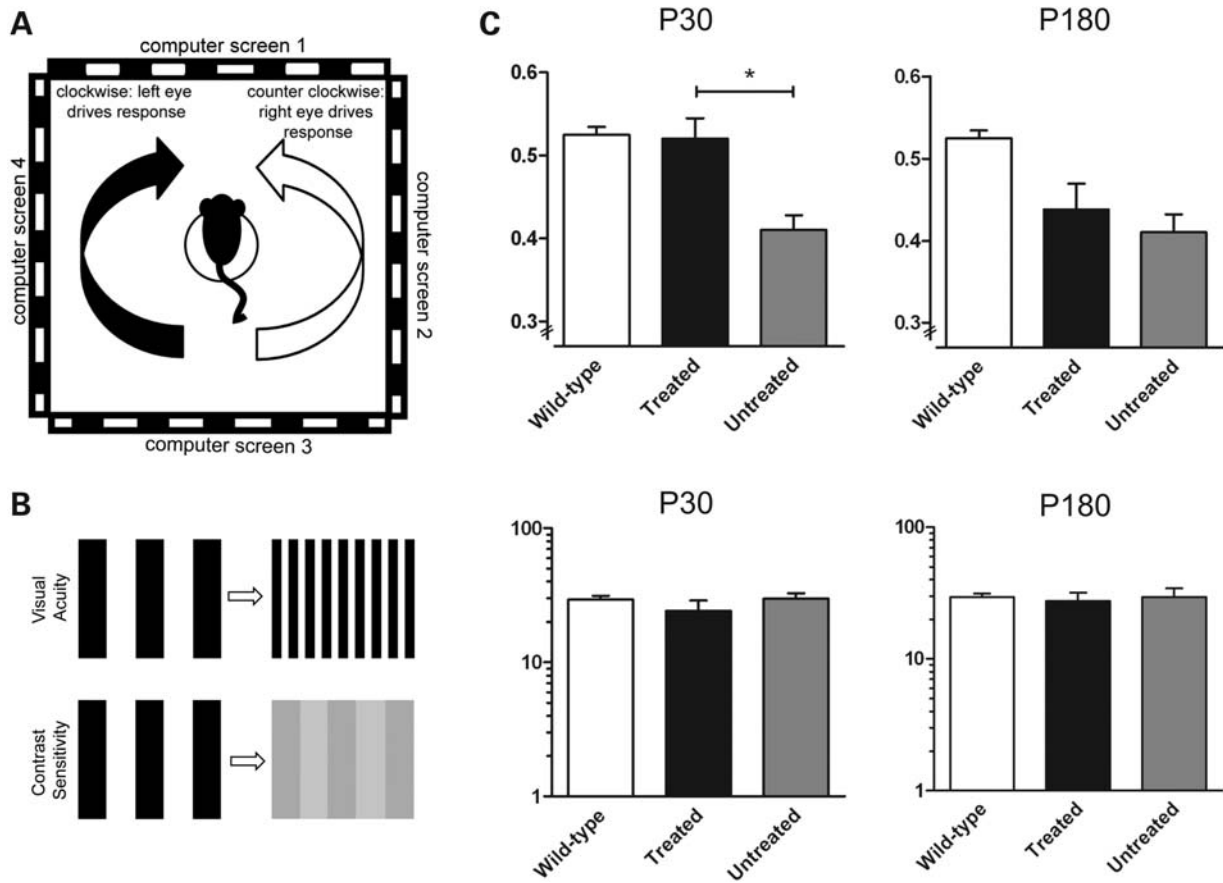 A
computer screen 1
clockwise: left eye
drives response
counter clockwise:
right eye drives
response
computer screen 4
computer screen 2
computer screen 3
B
Visual
Acuity
Contrast
Sensitivity
C
P30
0.6
0.5
0.4
0.3
*
Wild-type
Treated
Untreated
P180
0.6
0.5
0.4
0.3
Wild-type
Treated
Untreated
P30
100
10
1
Wild-type
Treated
Untreated
P180
100
10
1
Wild-type
Treated
Untreated